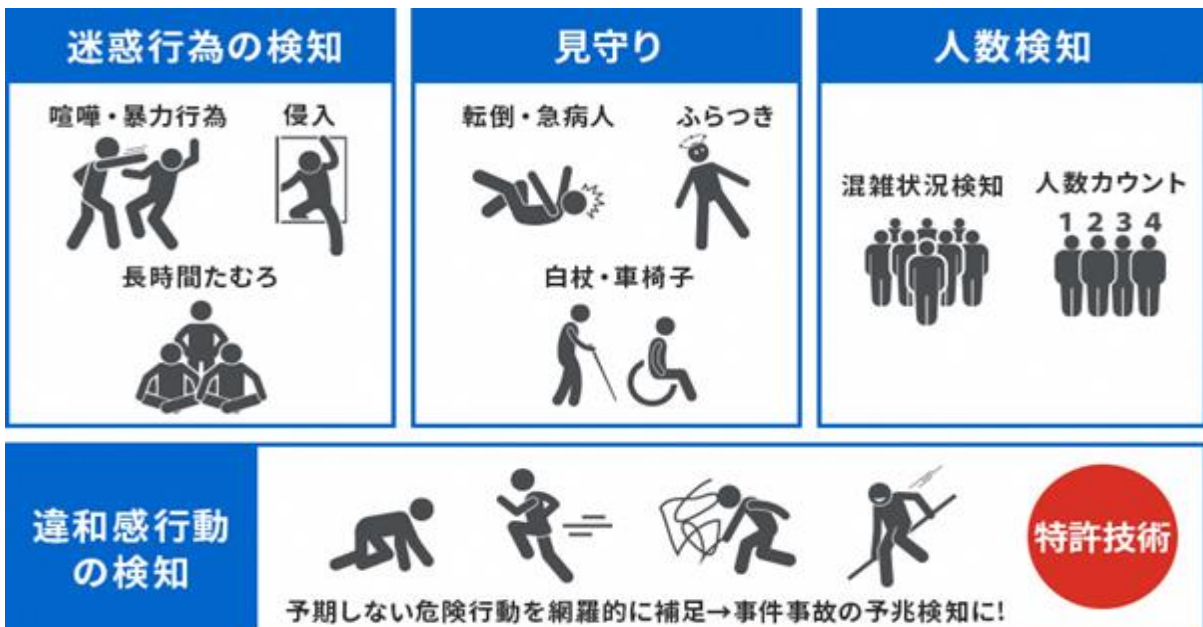 迷惑行為の検知
喧嘩・暴力行為
侵入
長時間たむろ
見守り
転倒・急病人
ふらつき
白杖・車椅子
人数検知
混雑状況検知
人数カウント
1 2 3 4
違和感行動
の検知
予期しない危険行動を網羅的に補足→事件事故の予兆検知に!
特許技術